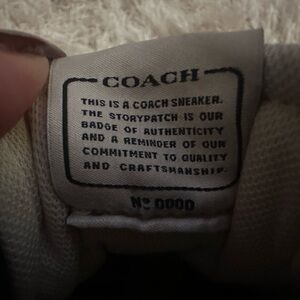 COACH
THIS IS A COACH SNEAKER.
THE STORYPATCH IS OUR
BADGE OF AUTHENTICITY
AND A REMINDER OF OUR
COMMITMENT TO QUALITY
AND CRAFTSMANSHIP.
Nº 0000